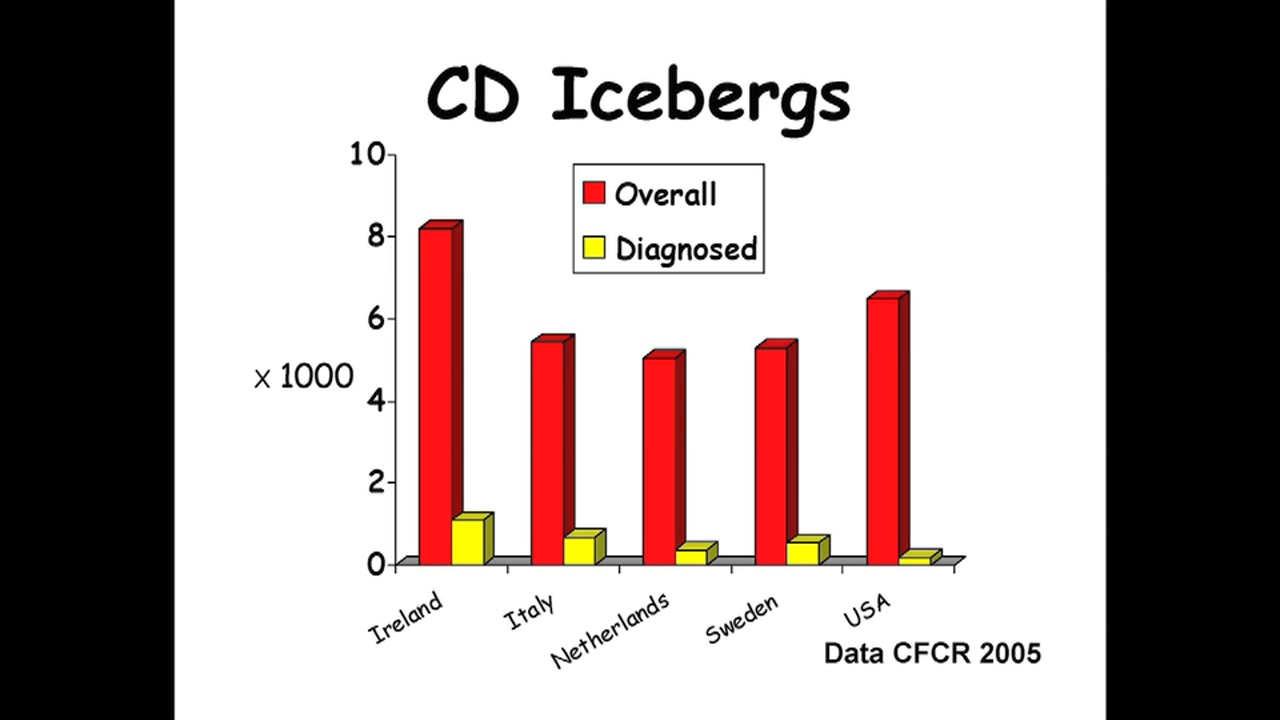 CD Icebergs
10
8
6
4
2
0
x 1000
Overall
Diagnosed
Ireland
Italy
Netherlands
Sweden
USA
Data CFCR 2005